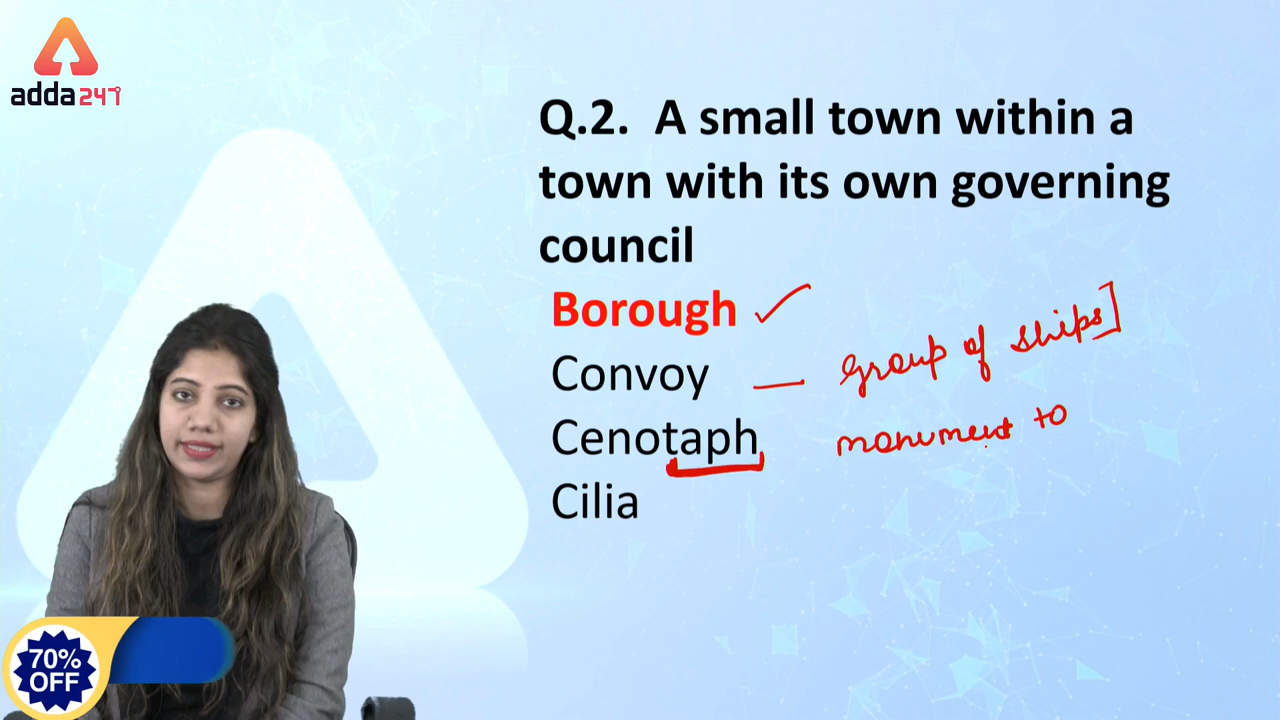 adda247
Q.2. A small town within a
town with its own governing
council
Borough
Convoy — group of ships]
Cenotaph monument to
Cilia
70%
OFF